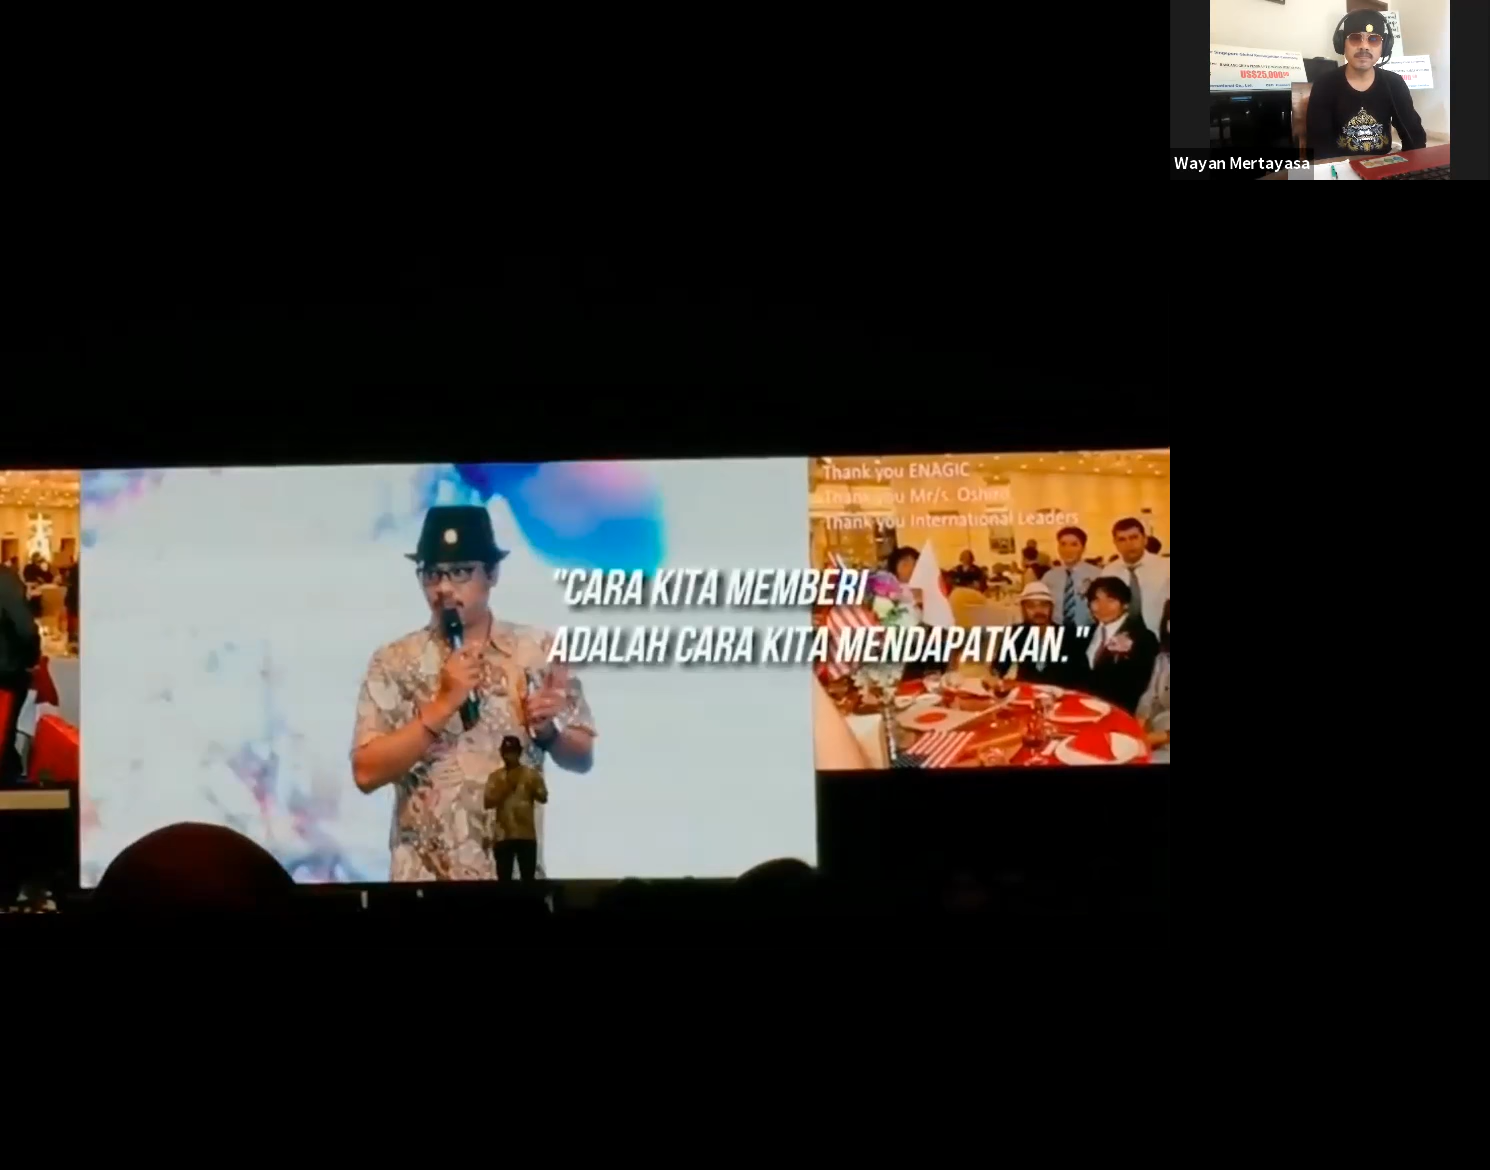 US$25,000.00
Wayan Mertayasa
Thank you ENAGIC
Thank you Mr/s. Oshiro
Thank you International Leaders
"CARA KITA MEMBERI
ADALAH CARA KITA MENDAPATKAN."